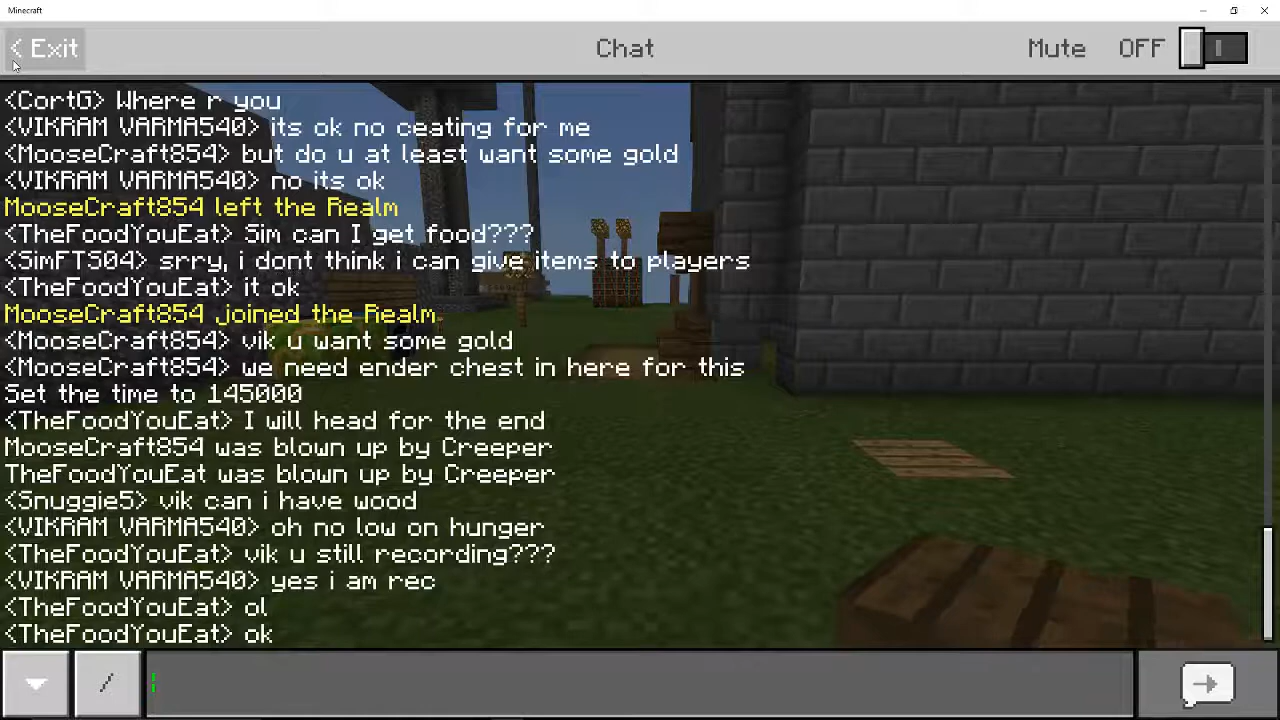 Minecraft
< Exit
Chat
Mute OFF
<CortG> Where r you
<VIKRAM VARMA540> its ok no ceating for me
<MooseCraft854> but do u at least want some gold
<VIKRAM VARMA540> no its ok
MooseCraft854 left the Realm
<TheFoodYouEat> Sim can I get food???
<SimFTS04> srry, i dont think i can give items to players
<TheFoodYouEat> it ok
MooseCraft854 joined the Realm
<MooseCraft854> vik u want some gold
<MooseCraft854> we need ender chest in here for this
Set the time to 145000
<TheFoodYouEat> I will head for the end
MooseCraft854 was blown up by Creeper
TheFoodYouEat was blown up by Creeper
<Snuggie5> vik can i have wood
<VIKRAM VARMA540> oh no low on hunger
<TheFoodYouEat> vik u still recording???
<VIKRAM VARMA540> yes i am rec
<TheFoodYouEat> ol
<TheFoodYouEat> ok
/